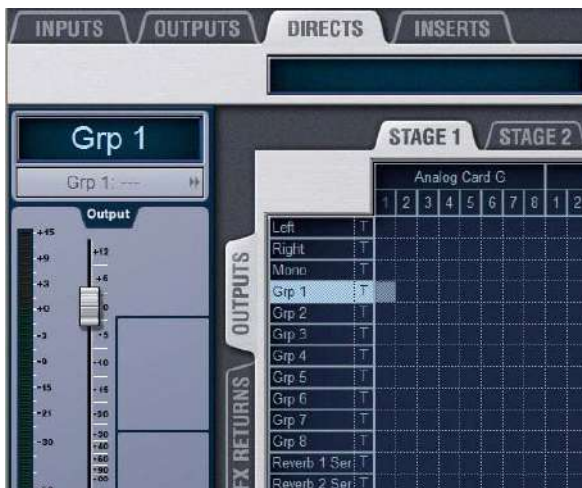 INPUTS OUTPUTS DIRECTS INSERTS
Grp 1
Grp 1: ---
Output
STAGE 1 STAGE 2
Analog Card G
1 2 3 4 5 6 7 8 1 2
OUTPUTS
FX RETURNS
Left T
Right T
Mono T
Grp 1 T
Grp 2 T
Grp 3 T
Grp 4 T
Grp 5 T
Grp 6 T
Grp 7 T
Grp 8 T
Reverb 1 Ser T
Reverb 2 Ser T
+15
+9
+3
+0
-3
-9
-15
-21
-30
+12
+6
0
-5
-10